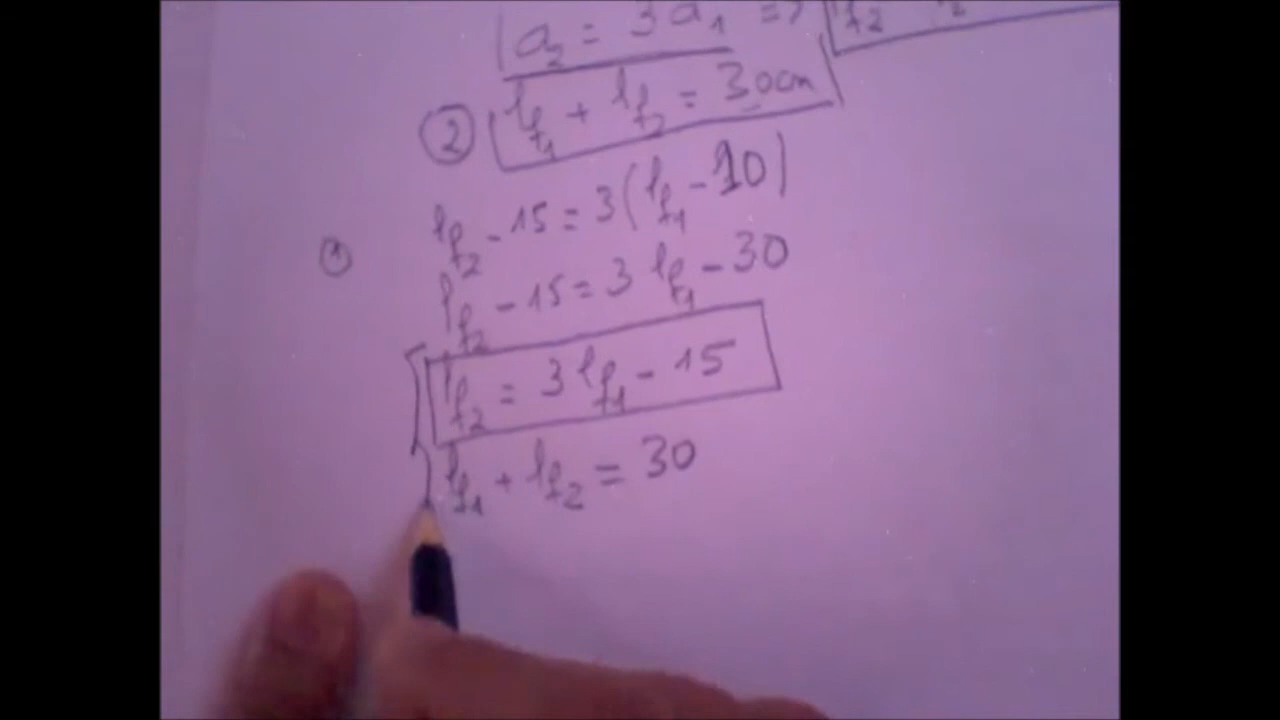 a₂ = 3a₁ =>
② l_f₁ + l_f₂ = 30cm
l_f₂ - 15 = 3(l_f₁ - 10)
①
l_f₂ - 15 = 3 l_f₁ - 30
l_f₂ = 3 l_f₁ - 15
l_f₁ + l_f₂ = 30